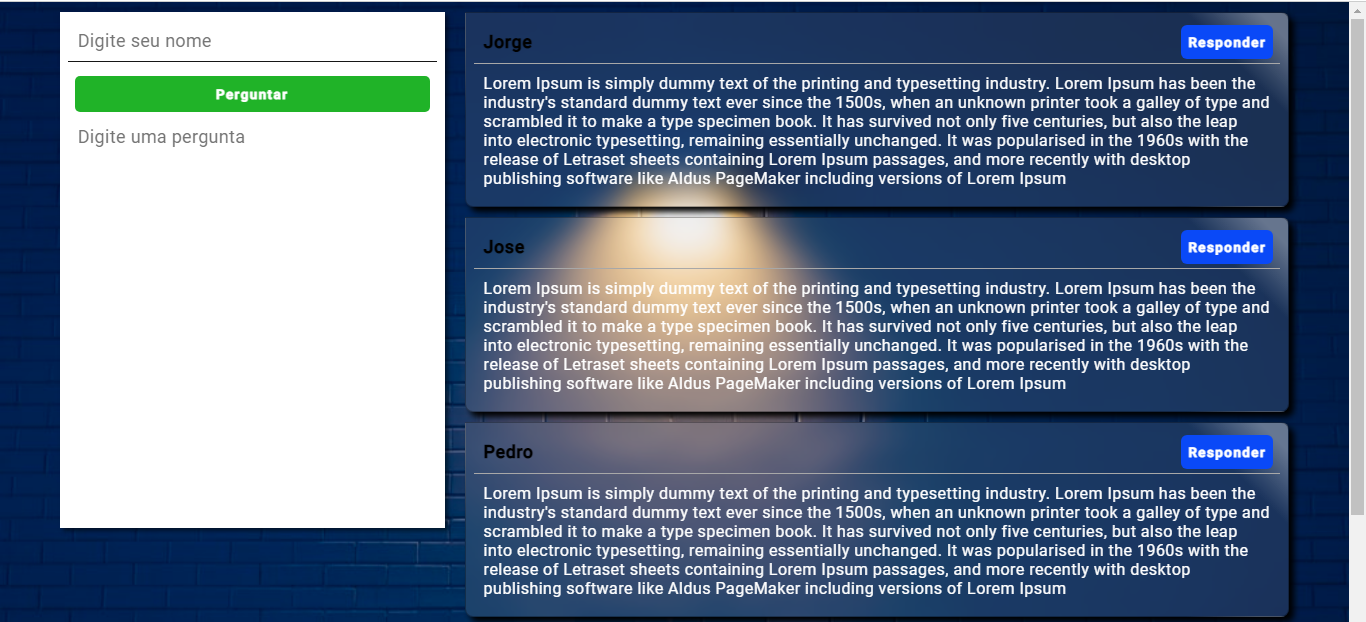 Digite seu nome
Perguntar
Digite uma pergunta
Jorge
Responder
Lorem Ipsum is simply dummy text of the printing and typesetting industry. Lorem Ipsum has been the
industry's standard dummy text ever since the 1500s, when an unknown printer took a galley of type and
scrambled it to make a type specimen book. It has survived not only five centuries, but also the leap
into electronic typesetting, remaining essentially unchanged. It was popularised in the 1960s with the
release of Letraset sheets containing Lorem Ipsum passages, and more recently with desktop
publishing software like Aldus PageMaker including versions of Lorem Ipsum
Jose
Responder
Lorem Ipsum is simply dummy text of the printing and typesetting industry. Lorem Ipsum has been the
industry's standard dummy text ever since the 1500s, when an unknown printer took a galley of type and
scrambled it to make a type specimen book. It has survived not only five centuries, but also the leap
into electronic typesetting, remaining essentially unchanged. It was popularised in the 1960s with the
release of Letraset sheets containing Lorem Ipsum passages, and more recently with desktop
publishing software like Aldus PageMaker including versions of Lorem Ipsum
Pedro
Responder
Lorem Ipsum is simply dummy text of the printing and typesetting industry. Lorem Ipsum has been the
industry's standard dummy text ever since the 1500s, when an unknown printer took a galley of type and
scrambled it to make a type specimen book. It has survived not only five centuries, but also the leap
into electronic typesetting, remaining essentially unchanged. It was popularised in the 1960s with the
release of Letraset sheets containing Lorem Ipsum passages, and more recently with desktop
publishing software like Aldus PageMaker including versions of Lorem Ipsum